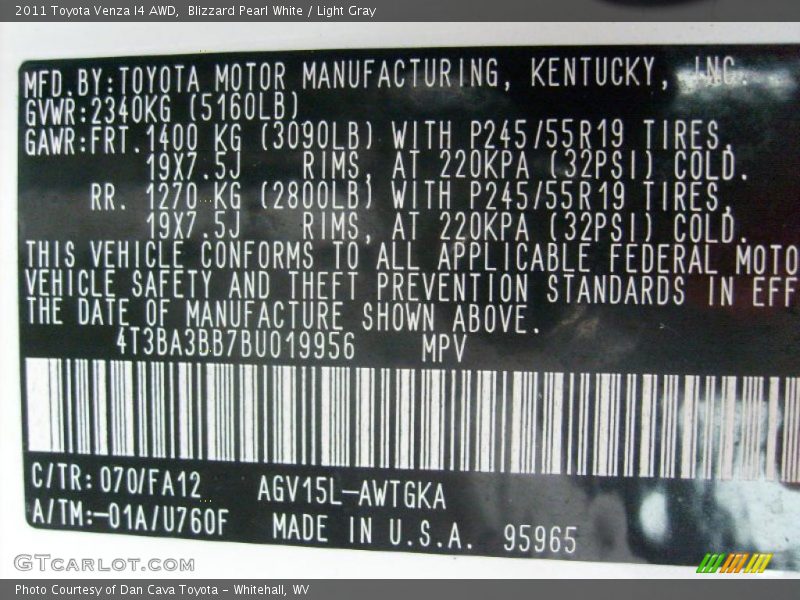 2011 Toyota Venza I4 AWD,  Blizzard Pearl White / Light Gray
MFD.BY:TOYOTA MOTOR MANUFACTURING, KENTUCKY, INC.
GVWR:2340KG (5160LB)
GAWR:FRT. 1400 KG (3090LB) WITH P245/55R19 TIRES,
19X7.5J RIMS, AT 220KPA (32PSI) COLD.
RR. 1270 KG (2800LB) WITH P245/55R19 TIRES,
19X7.5J RIMS, AT 220KPA (32PSI) COLD.
THIS VEHICLE CONFORMS TO ALL APPLICABLE FEDERAL MOTO
VEHICLE SAFETY AND THEFT PREVENTION STANDARDS IN EFF
THE DATE OF MANUFACTURE SHOWN ABOVE.
4T3BA3BB7BU019956 MPV
C/TR: 070/FA12 AGV15L-AWTGKA
A/TM:-01A/U760F MADE IN U.S.A. 95965
GTCARLOT.COM
Photo Courtesy of Dan Cava Toyota - Whitehall, WV